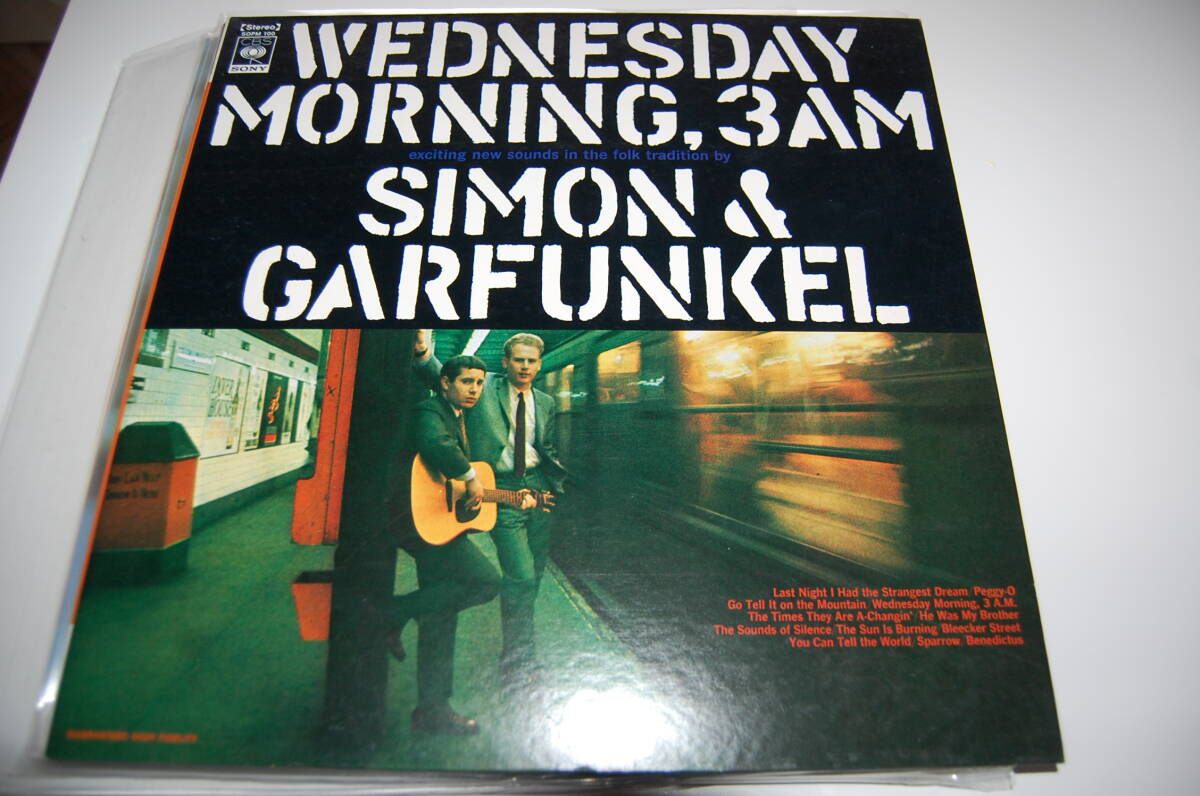 【Stereo】
SOPM 100
CBS
SONY
WEDNESDAY
MORNING, 3AM
exciting new sounds in the folk tradition by
SIMON &
GARFUNKEL
Last Night I Had the Strangest Dream/Peggy-O
Go Tell It on the Mountain/Wednesday Morning, 3 A.M.
The Times They Are A-Changin'/He Was My Brother
The Sounds of Silence/The Sun Is Burning/Bleecker Street
You Can Tell the World/Sparrow/Benedictus
GUARANTEED HIGH FIDELITY